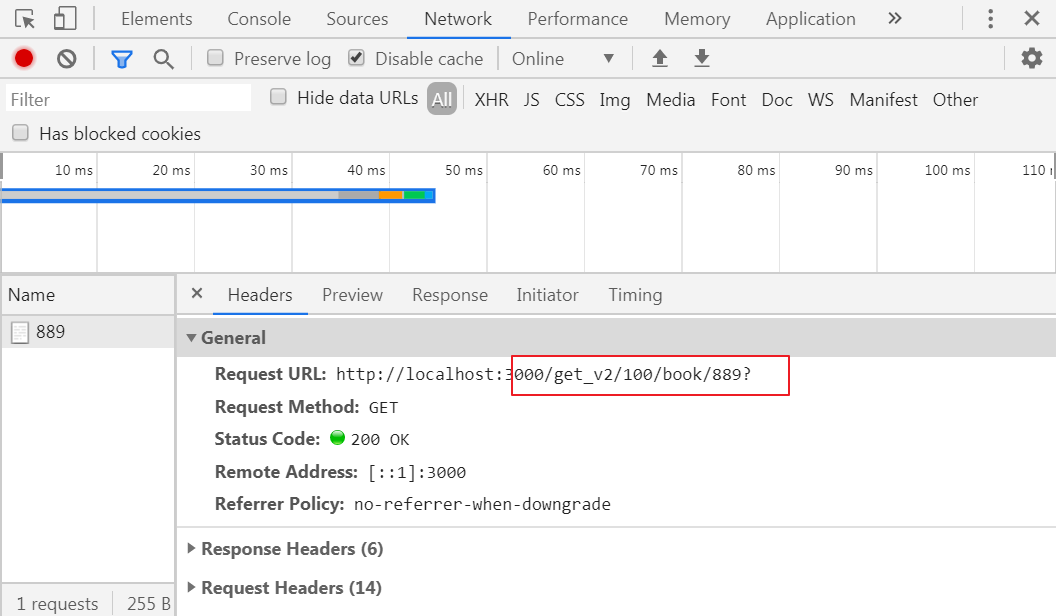 Elements Console Sources Network Performance Memory Application
Preserve log Disable cache Online
Filter Hide data URLs All XHR JS CSS Img Media Font Doc WS Manifest Other
Has blocked cookies
10 ms 20 ms 30 ms 40 ms 50 ms 60 ms 70 ms 80 ms 90 ms 100 ms 110
Name Headers Preview Response Initiator Timing
889
General
Request URL: http://localhost:3000/get_v2/100/book/889?
Request Method: GET
Status Code: 200 OK
Remote Address: [::1]:3000
Referrer Policy: no-referrer-when-downgrade
Response Headers (6)
Request Headers (14)
1 requests 255 B